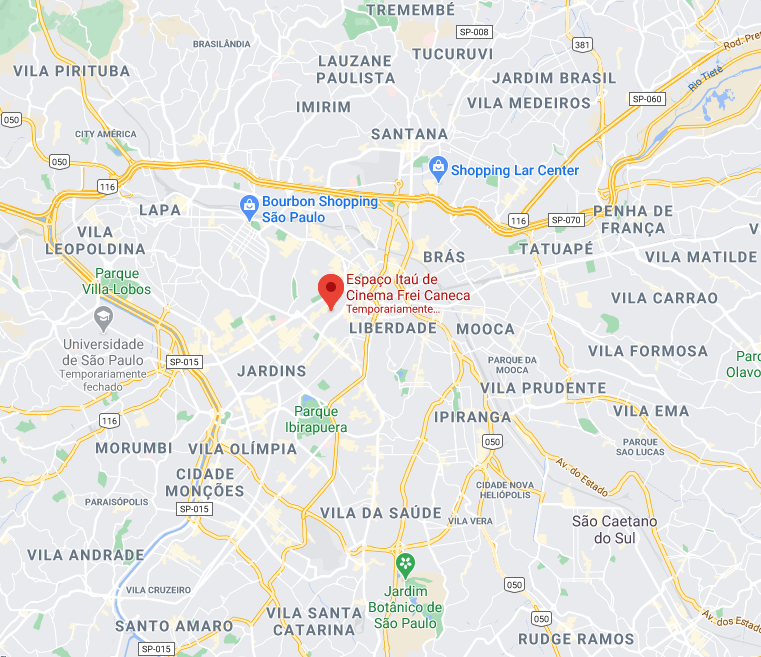 TREMEMBÉ
SP-008
BRASILÂNDIA
381
Rod. Pre
LAUZANE
PAULISTA
TUCURUVI
VILA PIRITUBA
JARDIM BRASIL
Rio Tietê
IMIRIM
VILA MEDEIROS
SP-060
050
CITY AMÉRICA
SANTANA
050
Shopping Lar Center
116
Bourbon Shopping
São Paulo
LAPA
116
SP-070
PENHA DE
FRANÇA
VILA
LEOPOLDINA
TATUAPÉ
BRÁS
VILA MATILDE
V
Parque
Villa-Lobos
Espaço Itaú de
Cinema Frei Caneca
Temporariamente...
VILA CARRAO
LIBERDADE
MOOCA
Universidade
de São Paulo
Temporariamente
fechado
SP-015
VILA FORMOSA
PARQUE DA
MOOCA
Parc
Olavo
JARDINS
VILA PRUDENTE
Parque
Ibirapuera
116
IPIRANGA
VILA EMA
050
MORUMBI
VILA OLÍMPIA
PARQUE
SAO LUCAS
CIDADE
MONÇÕES
Av. do Estado
CIDADE NOVA
HELIÓPOLIS
PARAISÓPOLIS
SP-015
VILA DA SAÚDE
VILA VERA
São Caetano
do Sul
VILA ANDRADE
050
VILA CRUZEIRO
Jardim
Botânico de
São Paulo
VILA SANTA
CATARINA
050
Av. dos Estados
SANTO AMARO
RUDGE RAMOS
SP-015